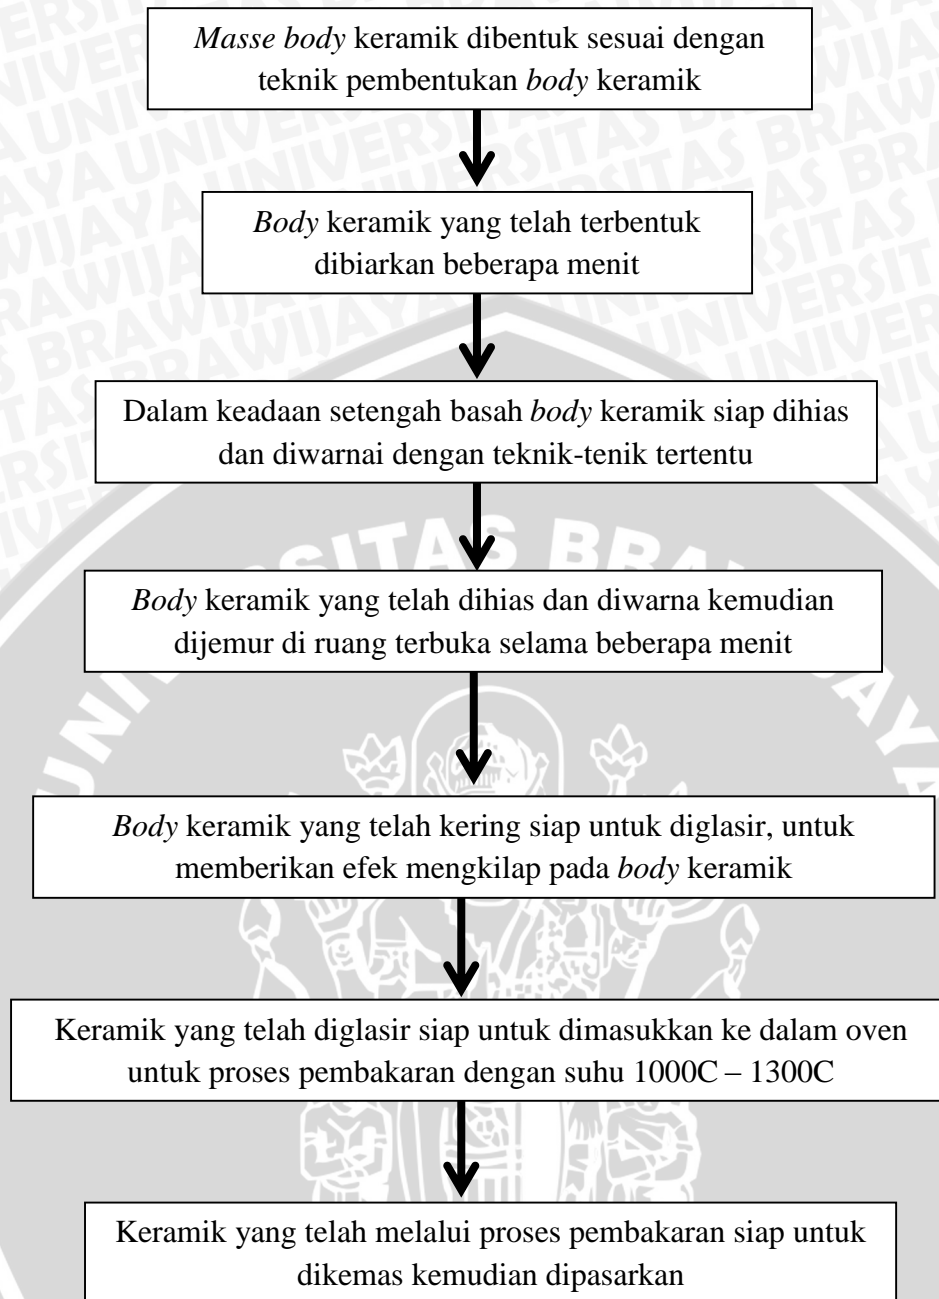 Masse body keramik dibentuk sesuai dengan
teknik pembentukan body keramik
Body keramik yang telah terbentuk
dibiarkan beberapa menit
Dalam keadaan setengah basah body keramik siap dihias
dan diwarnai dengan teknik-tenik tertentu
Body keramik yang telah dihias dan diwarna kemudian
dijemur di ruang terbuka selama beberapa menit
Body keramik yang telah kering siap untuk diglasir, untuk
memberikan efek mengkilap pada body keramik
Keramik yang telah diglasir siap untuk dimasukkan ke dalam oven
untuk proses pembakaran dengan suhu 1000C – 1300C
Keramik yang telah melalui proses pembakaran siap untuk
dikemas kemudian dipasarkan